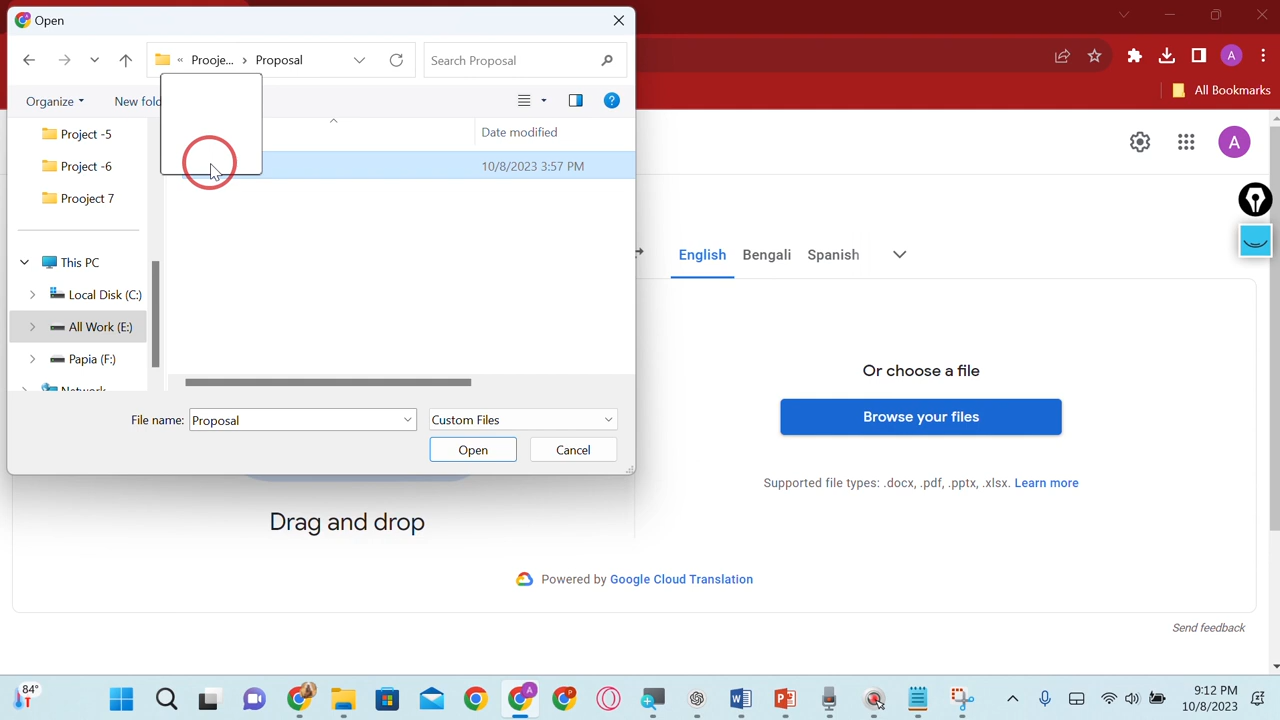 Open
Prooje... > Proposal
Search Proposal
Organize
New fold
Date modified
Project -5
10/8/2023 3:57 PM
Project -6
Prooject 7
This PC
Local Disk (C:)
All Work (E:)
Papia (F:)
Network
File name: Proposal
Custom Files
Open
Cancel
All Bookmarks
A
A
English
Bengali
Spanish
Or choose a file
Browse your files
Supported file types: .docx, .pdf, .pptx, .xlsx. Learn more
Drag and drop
Powered by Google Cloud Translation
Send feedback
84°
9:12 PM
10/8/2023